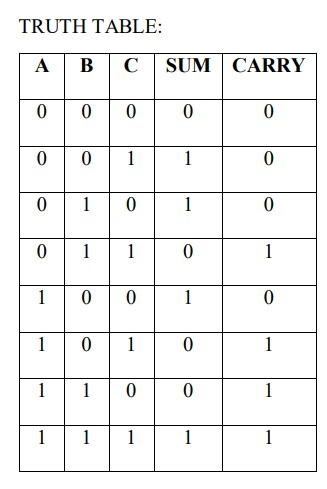 TRUTH TABLE:
A B C SUM CARRY
0 0 0 0 0
0 0 1 1 0
0 1 0 1 0
0 1 1 0 1
1 0 0 1 0
1 0 1 0 1
1 1 0 0 1
1 1 1 1 1